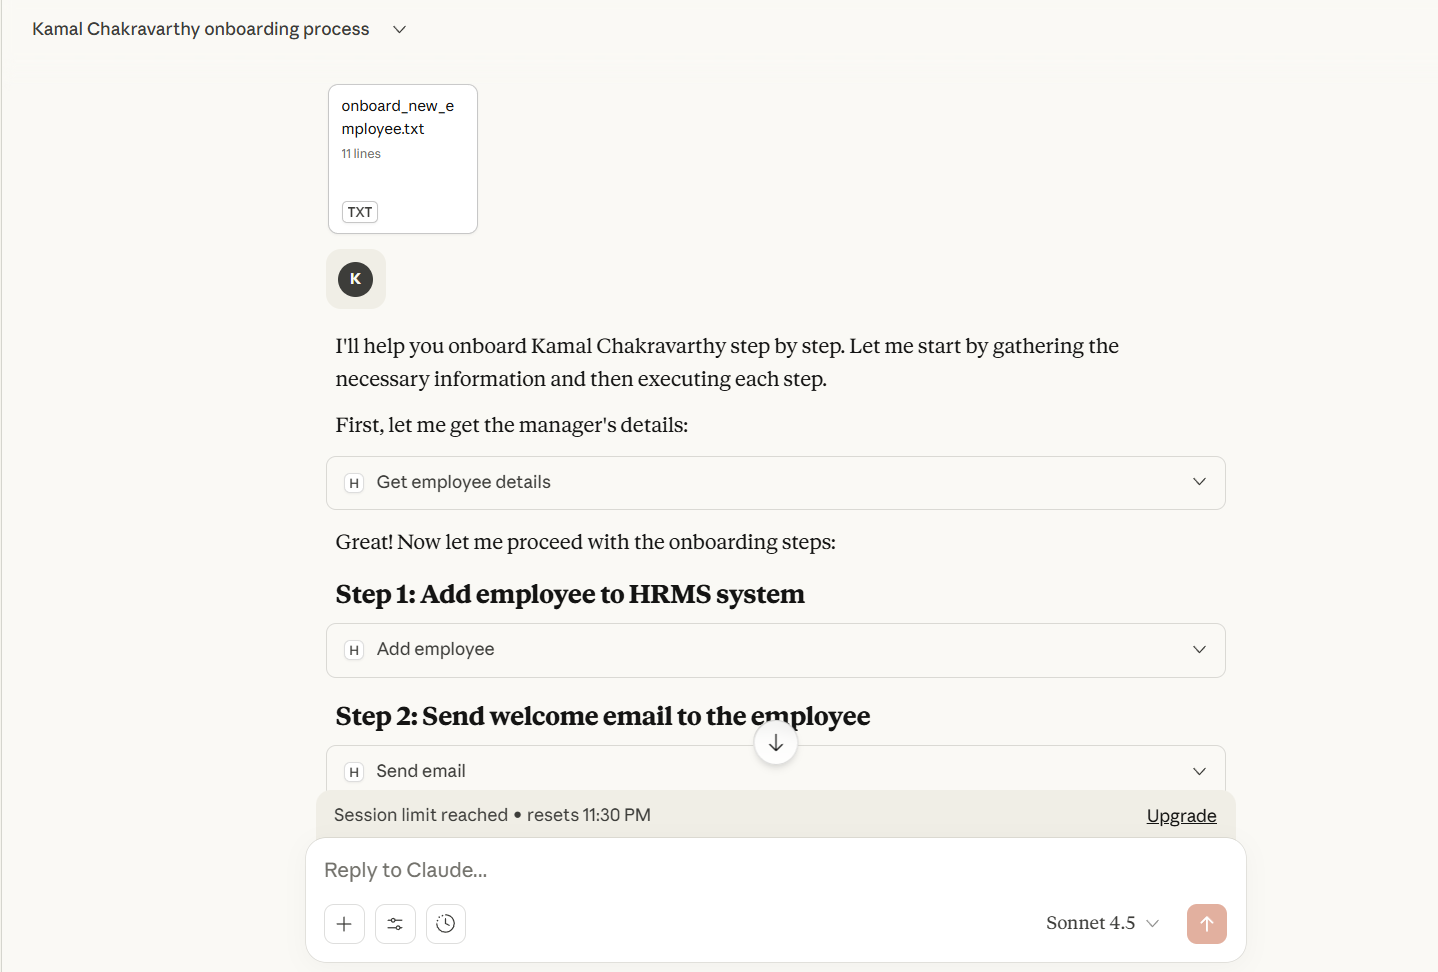 Kamal Chakravarthy onboarding process
onboard_new_e
mployee.txt
11 lines
TXT
K
I'll help you onboard Kamal Chakravarthy step by step. Let me start by gathering the
necessary information and then executing each step.
First, let me get the manager's details:
H Get employee details
Great! Now let me proceed with the onboarding steps:
Step 1: Add employee to HRMS system
H Add employee
Step 2: Send welcome email to the employee
H Send email
Session limit reached • resets 11:30 PM Upgrade
Reply to Claude...
Sonnet 4.5